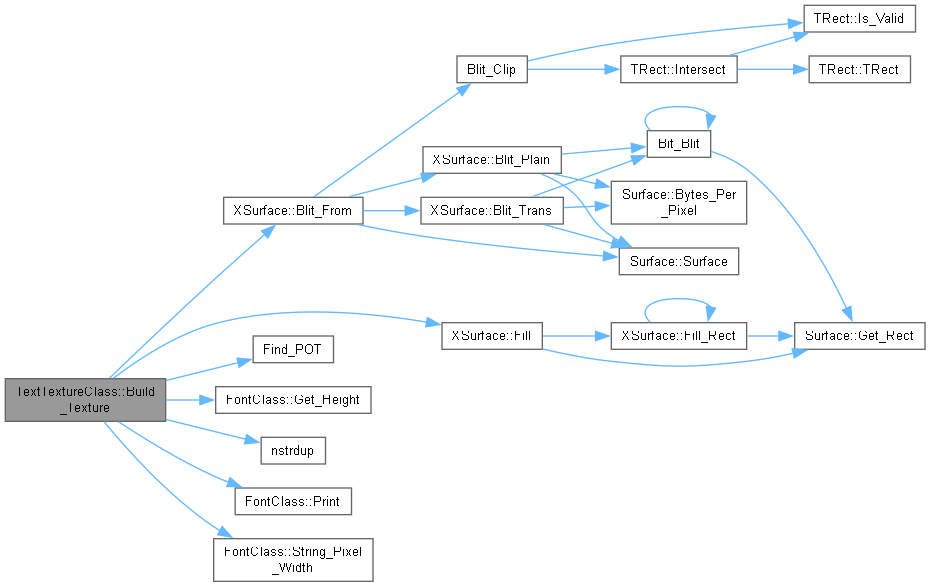 TRect::Is_Valid
Blit_Clip
TRect::Intersect
TRect::TRect
Bit_Blit
XSurface::Blit_Plain
Surface::Bytes_Per
_Pixel
XSurface::Blit_From
XSurface::Blit_Trans
Surface::Surface
XSurface::Fill
XSurface::Fill_Rect
Surface::Get_Rect
Find_POT
TextTextureClass::Build
_Texture
FontClass::Get_Height
nstrdup
FontClass::Print
FontClass::String_Pixel
_Width